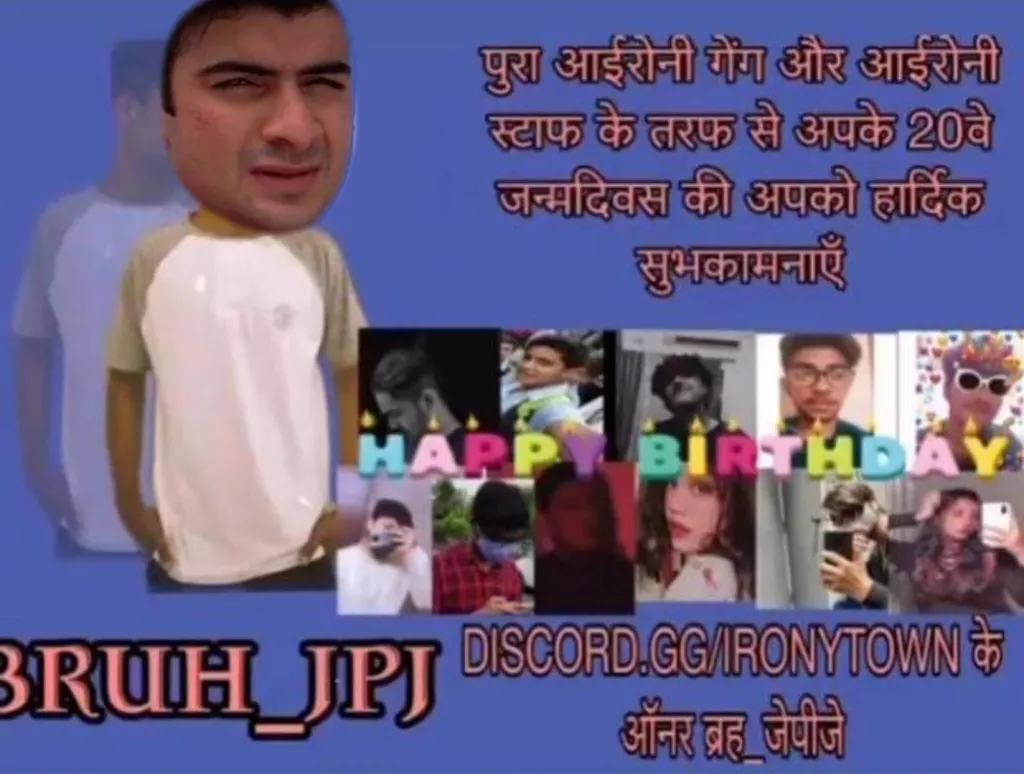 पुरा आईरोनी गेंग और आईरोनी
स्टाफ के तरफ से अपके 20वे
जन्मदिवस की अपको हार्दिक
सुभकामनाएँ
HAPPY BIRTHDAY
BRUH_JPJ
DISCORD.GG/IRONYTOWN के
ऑनर ब्रह_जेपीजे